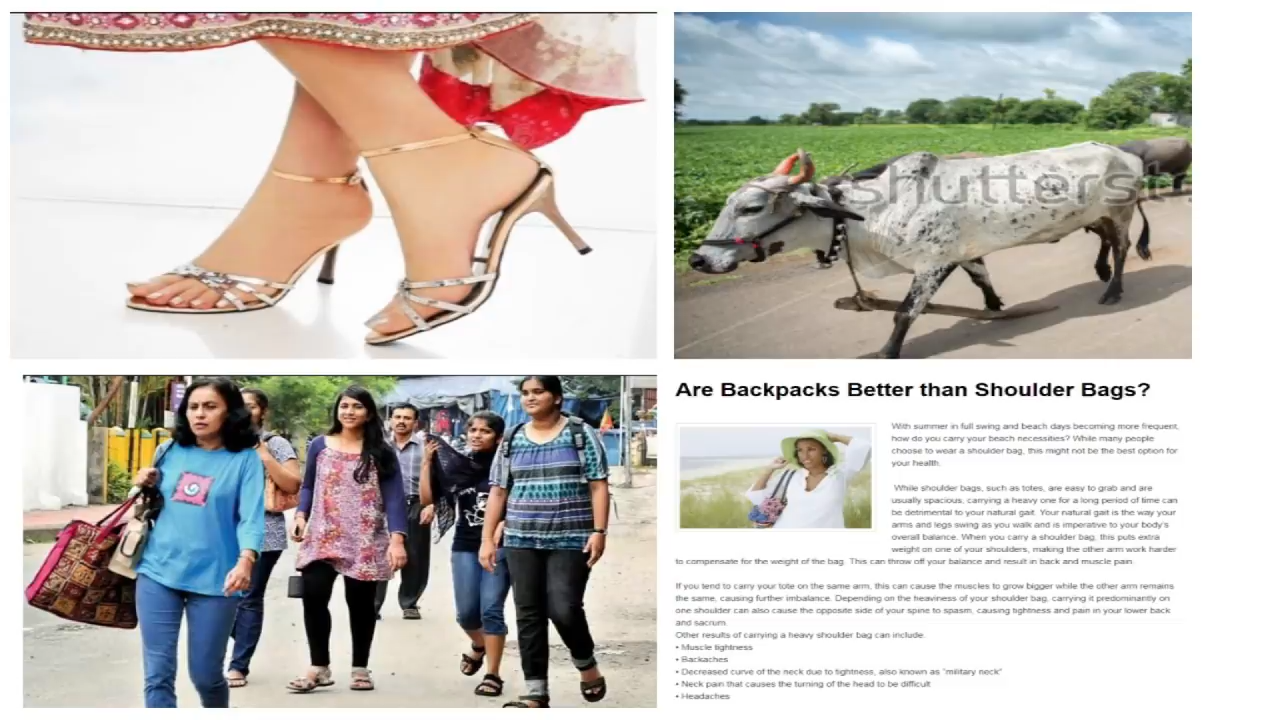 shutterst
Are Backpacks Better than Shoulder Bags?
With summer in full swing and beach days becoming more frequent,
how do you carry your beach necessities? While many people
choose to wear a shoulder bag, this might not be the best option for
your health.
While shoulder bags, such as totes, are easy to grab and are
usually spacious, carrying a heavy one for a long period of time can
be detrimental to your natural gait. Your natural gait is the way your
arms and legs swing as you walk and is imperative to your body's
overall balance. When you carry a shoulder bag, this puts extra
weight on one of your shoulders, making the other arm work harder
to compensate for the weight of the bag. This can throw off your balance and result in back and muscle pain.
If you tend to carry your tote on the same arm, this can cause the muscles to grow bigger while the other arm remains
the same, causing further imbalance. Depending on the heaviness of your shoulder bag, carrying it predominantly on
one shoulder can also cause the opposite side of your spine to spasm, causing tightness and pain in your lower back
and sacrum.
Other results of carrying a heavy shoulder bag can include:
• Muscle tightness
• Backaches
• Decreased curve of the neck due to tightness, also known as "military neck"
• Neck pain that causes the turning of the head to be difficult
• Headaches